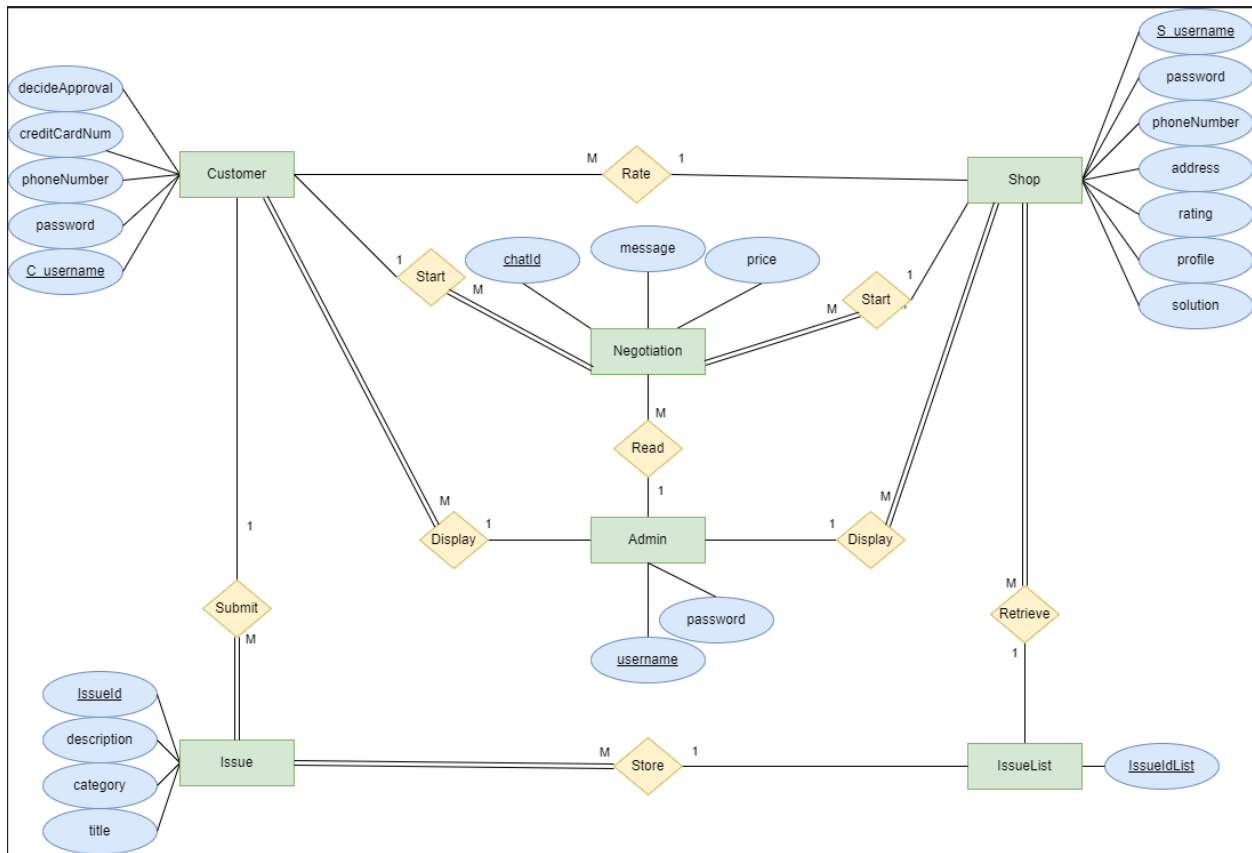 S_username
decideApproval
password
creditCardNum
phoneNumber
M
1
Customer
Rate
Shop
phoneNumber
address
password
rating
C_username
chatId
message
price
profile
1
Start
M
1
Start
M
solution
Negotiation
M
Read
1
M
Display
1
Admin
1
Display
M
1
Submit
M
password
username
M
Retrieve
1
IssueId
description
Issue
category
title
M
Store
1
IssueList
IssueIdList